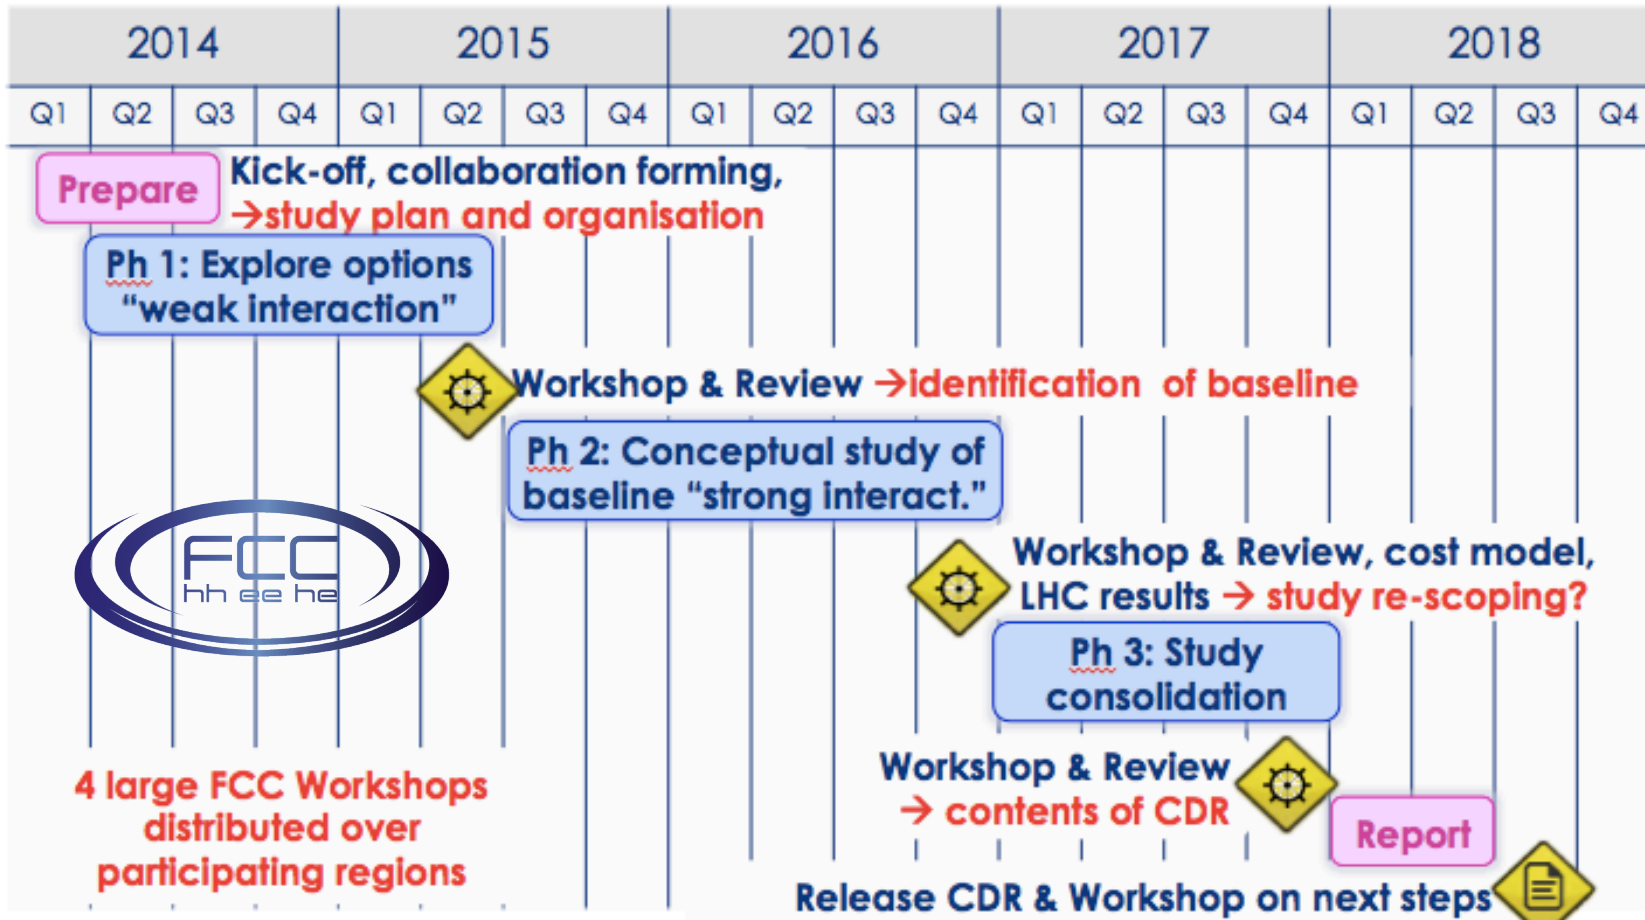 2014 2015 2016 2017 2018
Q1 Q2 Q3 Q4 Q1 Q2 Q3 Q4 Q1 Q2 Q3 Q4 Q1 Q2 Q3 Q4 Q1 Q2 Q3 Q4
Prepare
Kick-off, collaboration forming,
→study plan and organisation
Ph 1: Explore options
“weak interaction”
Workshop & Review →identification of baseline
Ph 2: Conceptual study of
baseline “strong interact.”
FCC
hh ee he
Workshop & Review, cost model,
LHC results → study re-scoping?
Ph 3: Study
consolidation
Workshop & Review
→ contents of CDR
4 large FCC Workshops
distributed over
participating regions
Report
Release CDR & Workshop on next steps